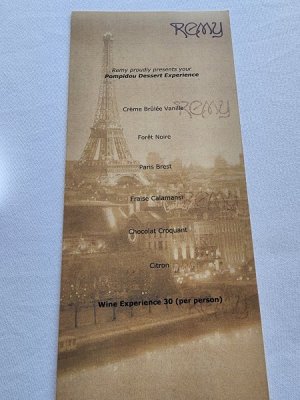 REMY
Remy proudly presents your
Pompidou Dessert Experience
Crème Brûlée Vanille
REMY
Forêt Noire
Paris Brest
Fraise Calamansi
Chocolat Croquant
Citron
Wine Experience 30 (per person)